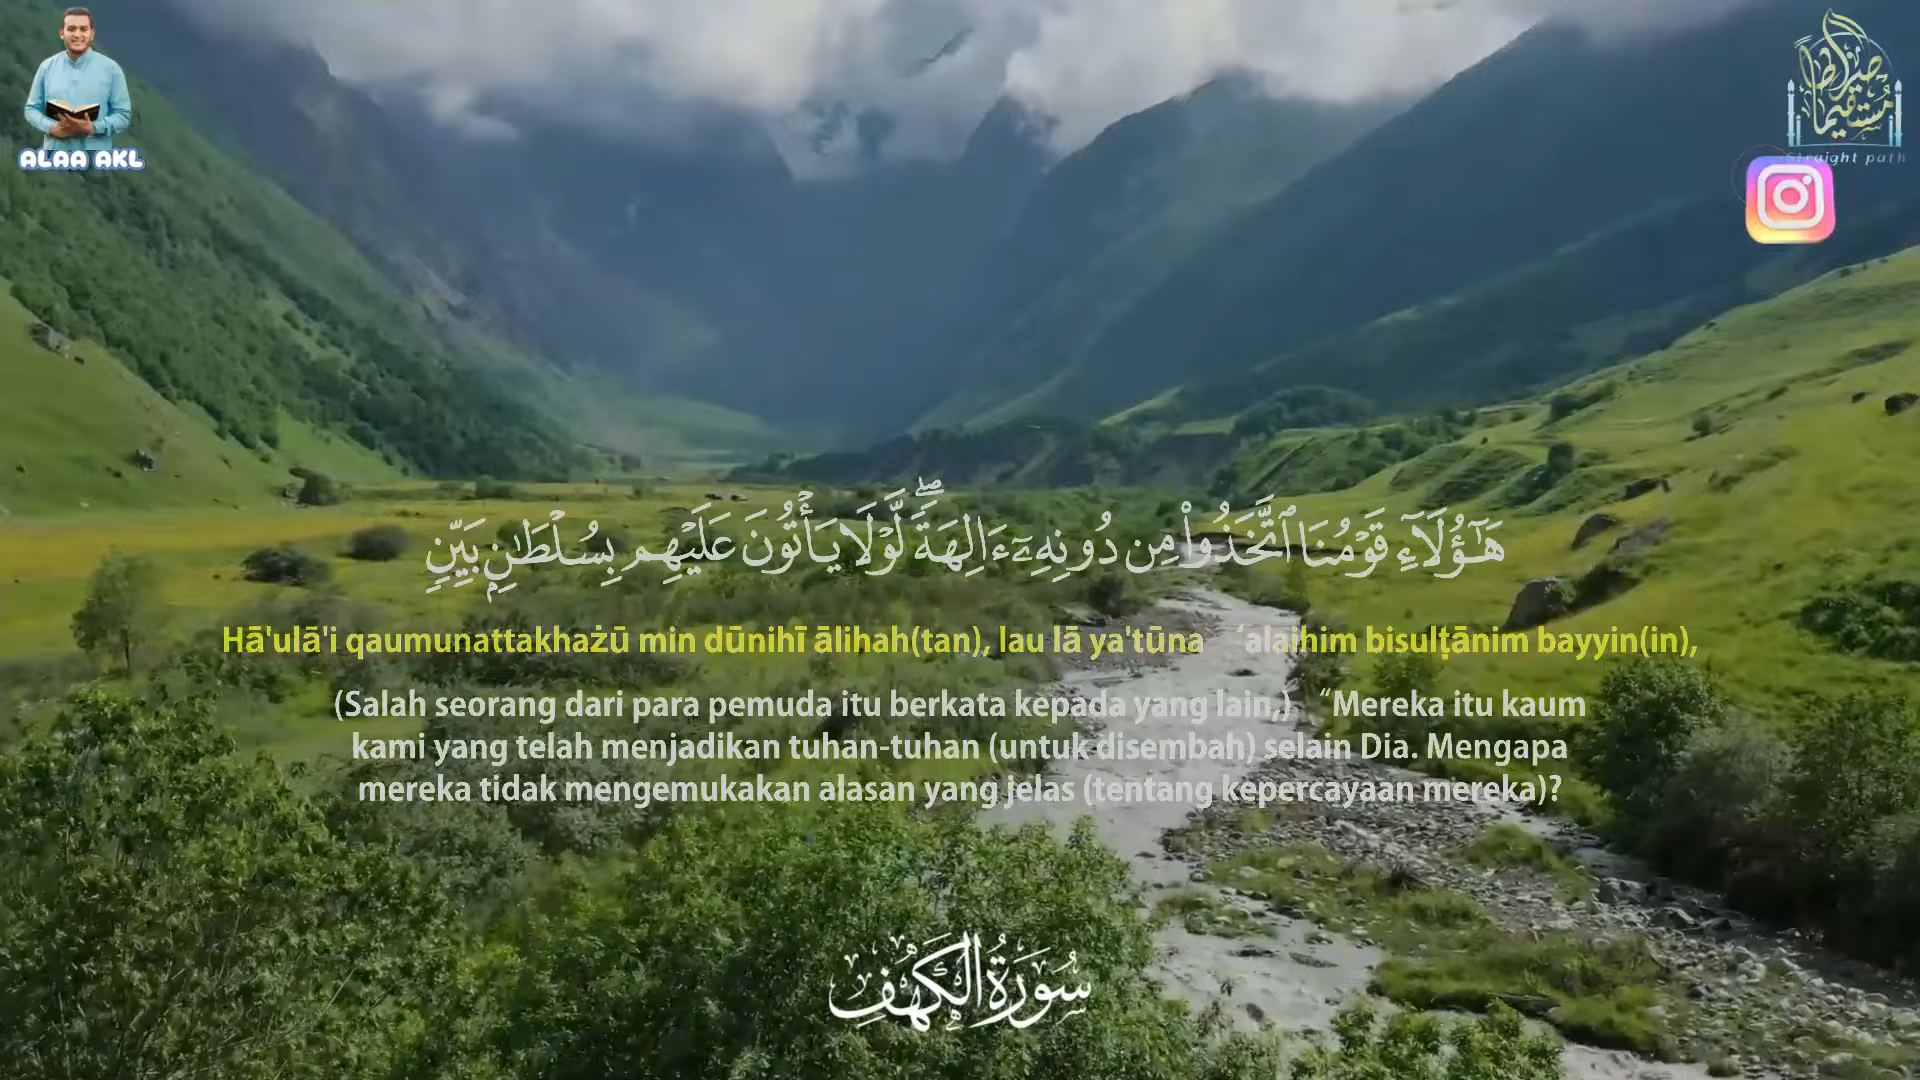 ALAA AKL
صراطا مستقيما
Straight path
هَٰٓؤُلَآءِ قَوْمُنَا ٱتَّخَذُوا۟ مِن دُونِهِۦٓ ءَالِهَةً ۖ لَّوْلَا يَأْتُونَ عَلَيْهِم بِسُلْطَٰنٍۭ بَيِّنٍ
Hā'ulā'i qaumunattakhażū min dūnihī ālihah(tan), lau lā ya'tūna ‘alaihim bisulṭānim bayyin(in),
(Salah seorang dari para pemuda itu berkata kepada yang lain,) “Mereka itu kaum
kami yang telah menjadikan tuhan-tuhan (untuk disembah) selain Dia. Mengapa
mereka tidak mengemukakan alasan yang jelas (tentang kepercayaan mereka)?
سُورَةُ الكَهْفِ